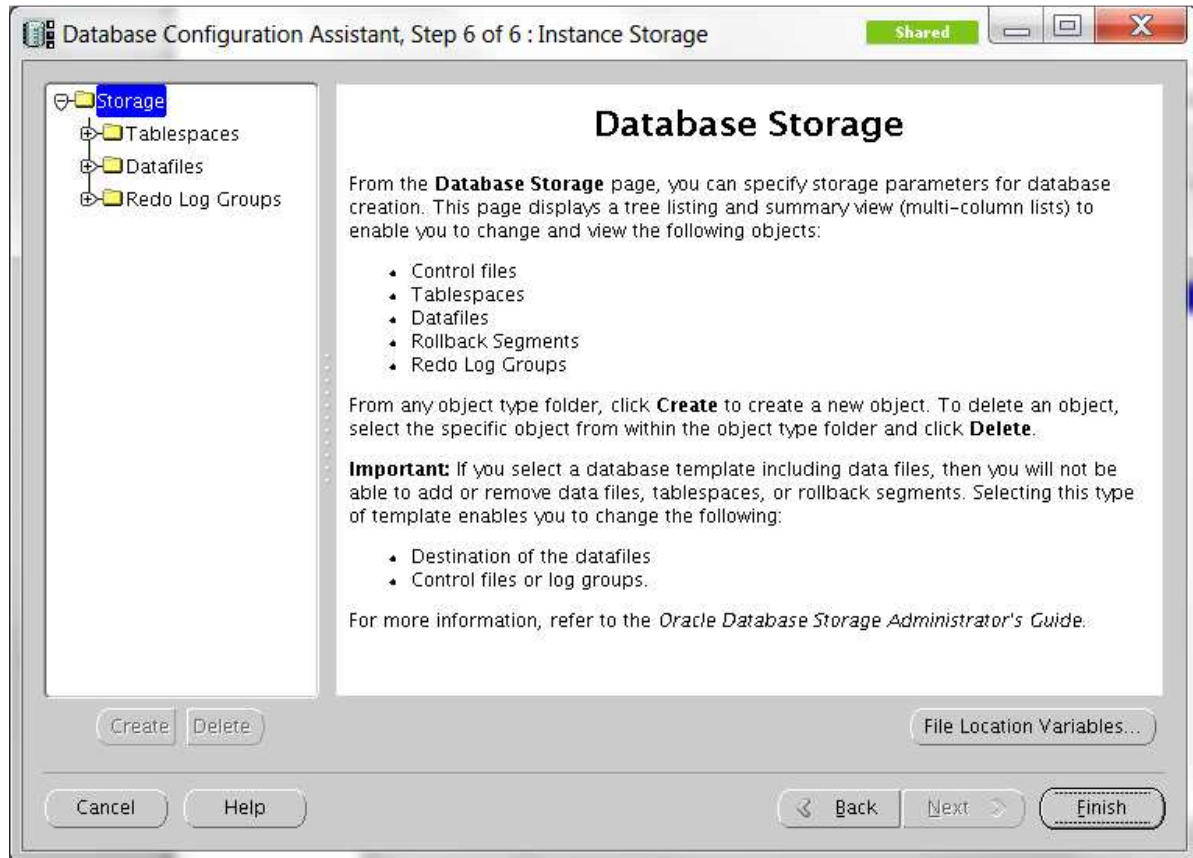 Database Configuration Assistant, Step 6 of 6 : Instance Storage
Shared
Storage
Tablespaces
Datafiles
Redo Log Groups
Database Storage
From the Database Storage page, you can specify storage parameters for database
creation. This page displays a tree listing and summary view (multi-column lists) to
enable you to change and view the following objects:
Control files
Tablespaces
Datafiles
Rollback Segments
Redo Log Groups
From any object type folder, click Create to create a new object. To delete an object,
select the specific object from within the object type folder and click Delete.
Important: If you select a database template including data files, then you will not be
able to add or remove data files, tablespaces, or rollback segments. Selecting this type
of template enables you to change the following:
Destination of the datafiles
Control files or log groups.
For more information, refer to the Oracle Database Storage Administrator's Guide.
Create Delete
File Location Variables...
Cancel Help
Back Next Finish